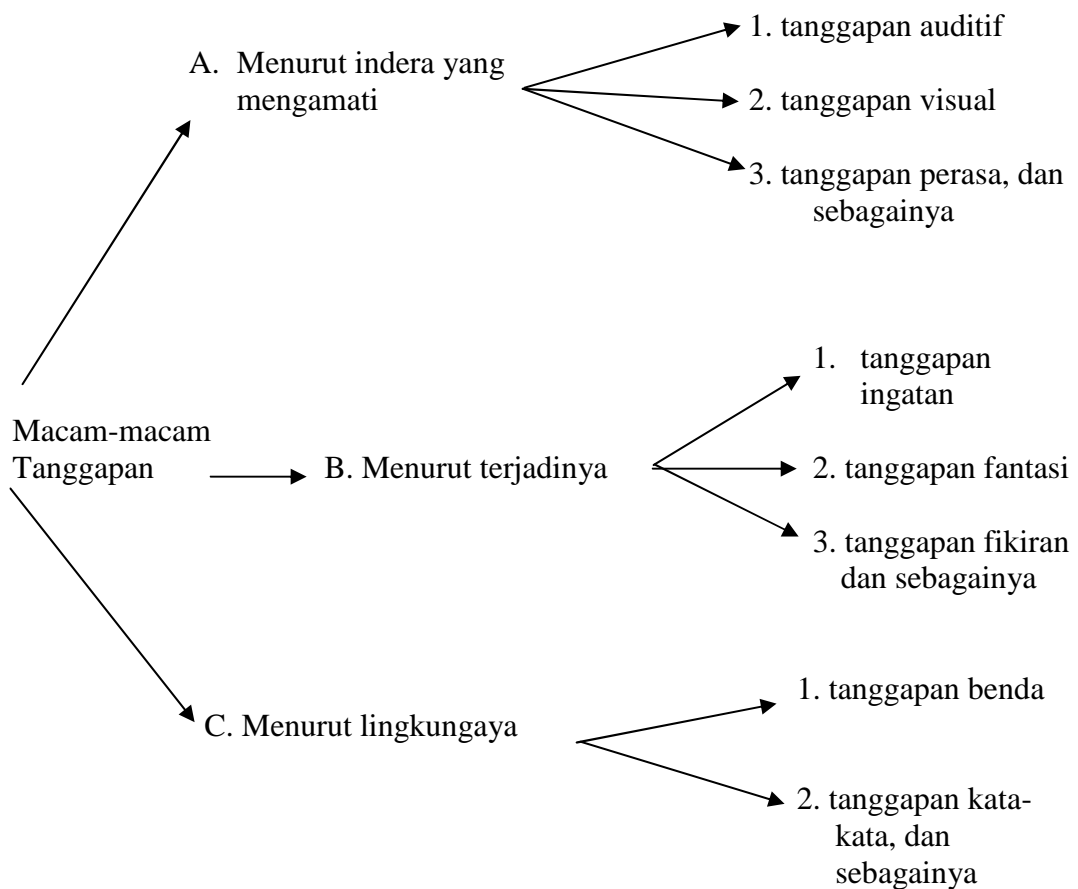 1. tanggapan auditif
A. Menurut indera yang
mengamati
2. tanggapan visual
3. tanggapan perasa, dan
sebagainya
1. tanggapan
ingatan
Macam-macam
Tanggapan
B. Menurut terjadinya
2. tanggapan fantasi
3. tanggapan fikiran
dan sebagainya
1. tanggapan benda
C. Menurut lingkungaya
2. tanggapan kata-
kata, dan
sebagainya